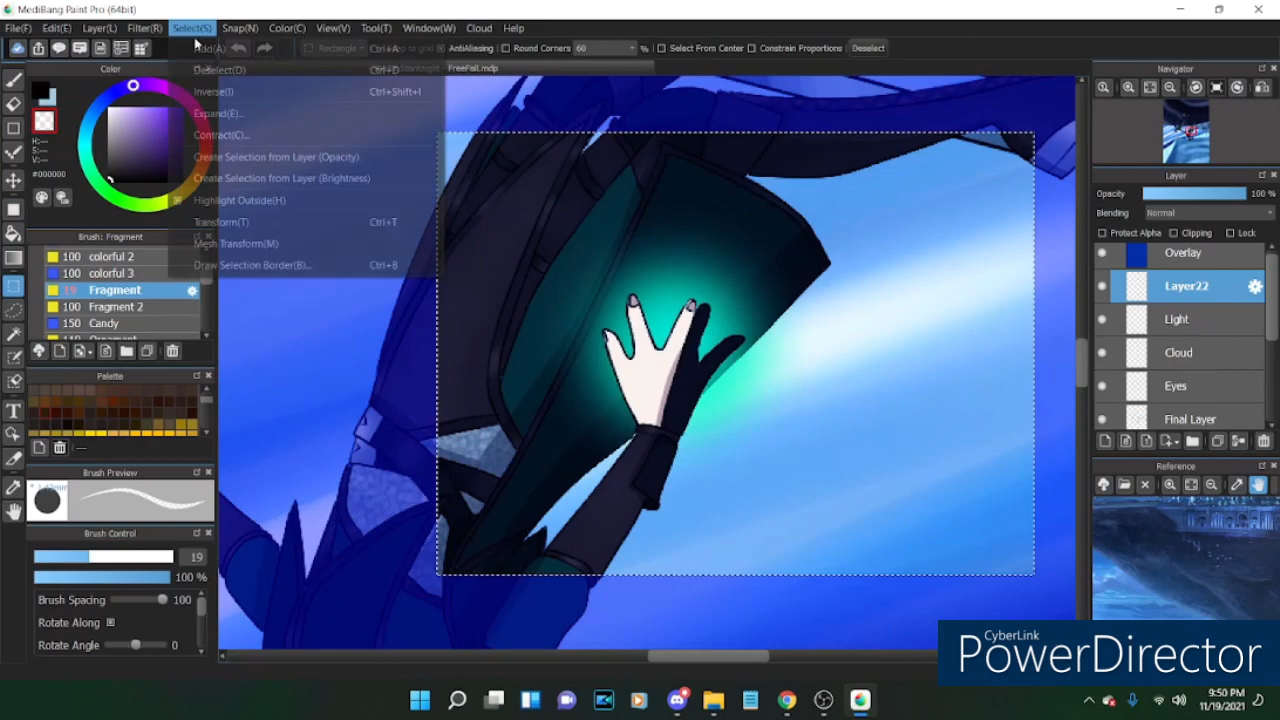 MediBang Paint Pro (64bit)
File(F) Edit(E) Layer(L) Filter(R) Select(S) Snap(N) Color(C) View(V) Tool(T) Window(W) Cloud Help
Rectangle AntiAliasing Round Corners 60 % Select From Center Constrain Proportions Deselect
FreeFall.mdp
Add(A) Ctrl+A
Deselect(D) Ctrl+D
Inverse(I) Ctrl+Shift+I
Expand(E)...
Contract(C)...
Create Selection from Layer (Opacity)
Create Selection from Layer (Brightness)
Highlight Outside(H)
Transform(T) Ctrl+T
Mesh Transform(M)
Draw Selection Border(B)... Ctrl+B
Color
H:---
S:---
V:---
#000000
Brush: Fragment
100 colorful 2
100 colorful 3
19 Fragment
100 Fragment 2
150 Candy
110 Ornament
Palette
---
Brush Preview
Brush Control
19
100 %
Brush Spacing 100
Rotate Along
Rotate Angle 0
Navigator
Layer
Opacity 100 %
Blending Normal
Protect Alpha Clipping Lock
Overlay
Layer22
Light
Cloud
Eyes
Final Layer
Reference
CyberLink
PowerDirector
9:50 PM
11/19/2021